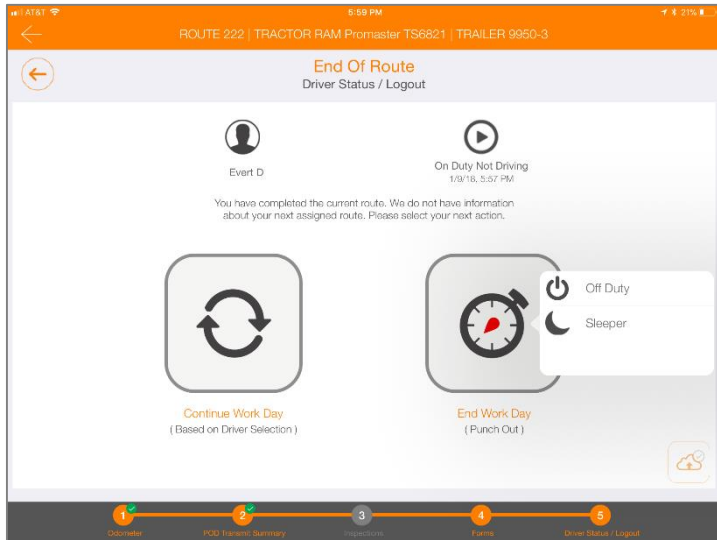 AT&T 5:59 PM 21%
ROUTE 222 | TRACTOR RAM Promaster TS6821 | TRAILER 9950-3
End Of Route
Driver Status / Logout
Evert D
On Duty Not Driving
1/9/18, 5:57 PM
You have completed the current route. We do not have information
about your next assigned route. Please select your next action.
Off Duty
Sleeper
Continue Work Day
( Based on Driver Selection )
End Work Day
( Punch Out )
1 2 3 4 5
Odometer POD Transmit Summary Inspections Forms Driver Status / Logout